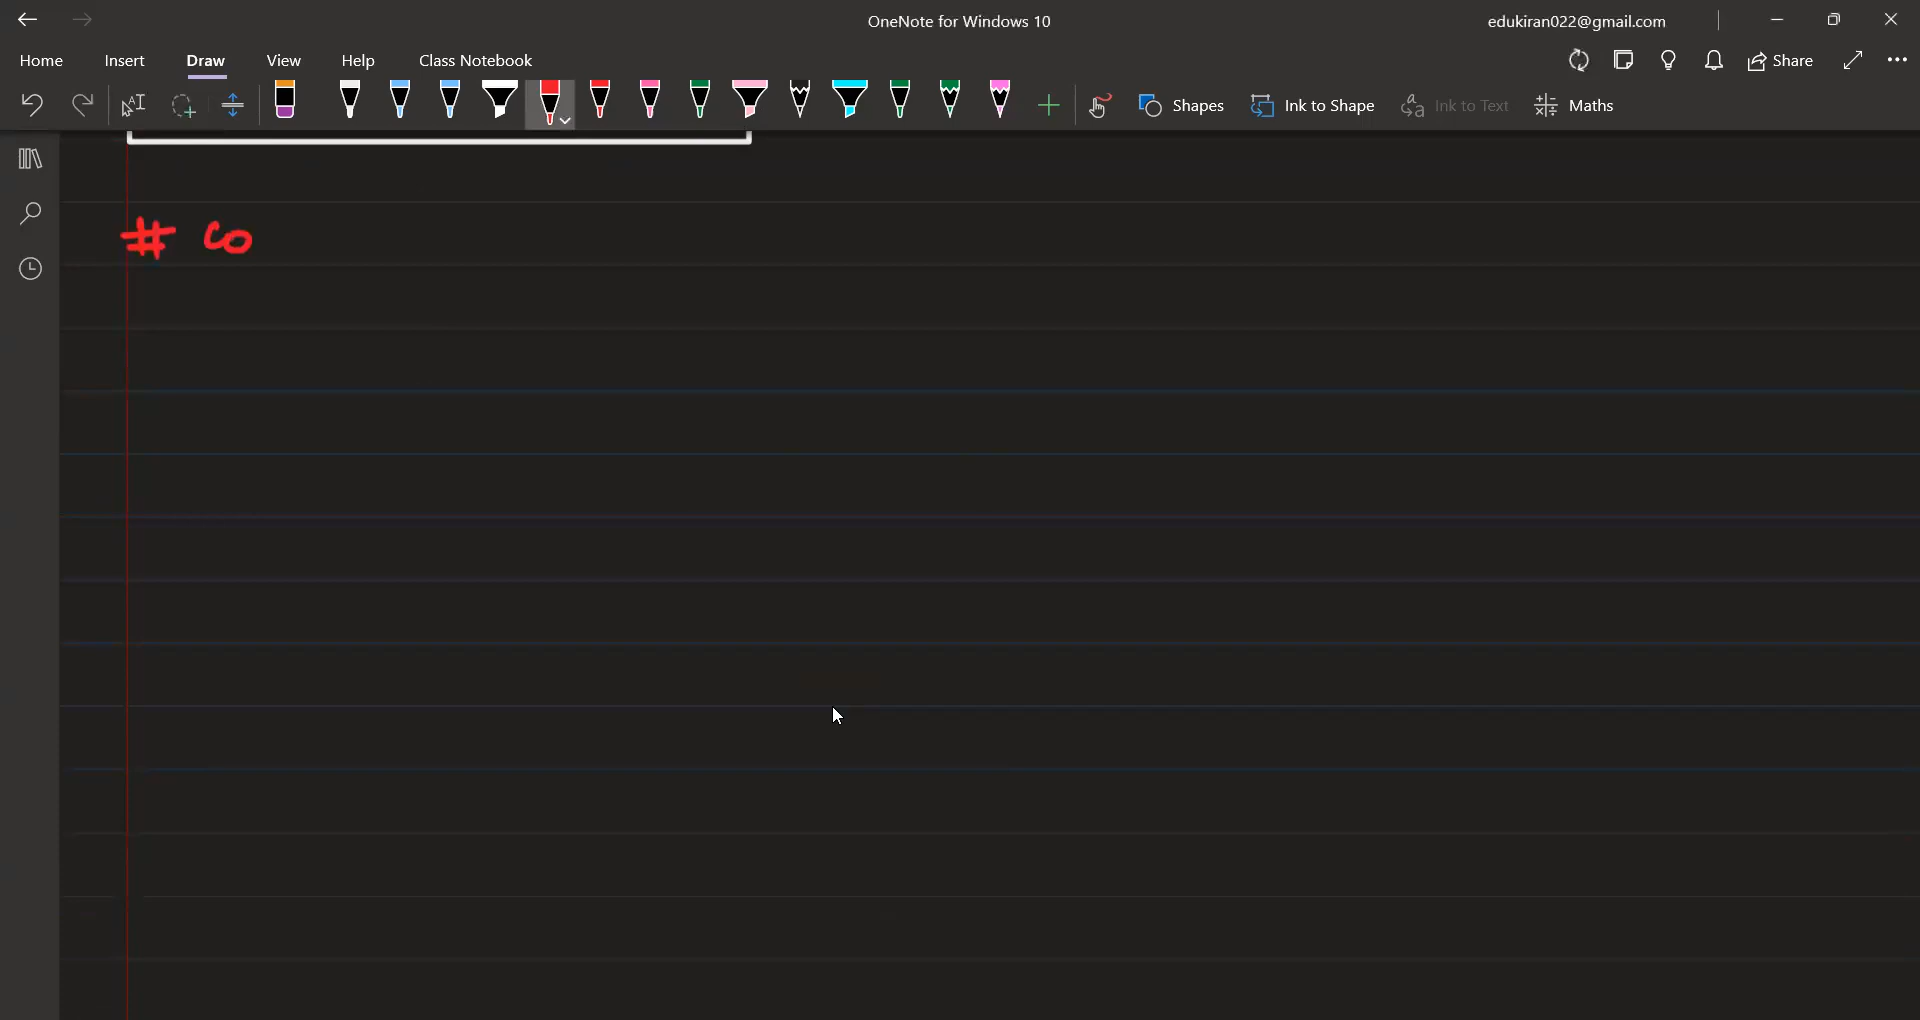 OneNote for Windows 10
edukiran022@gmail.com
Home Insert Draw View Help Class Notebook
Share
Shapes Ink to Shape Ink to Text Maths
# co